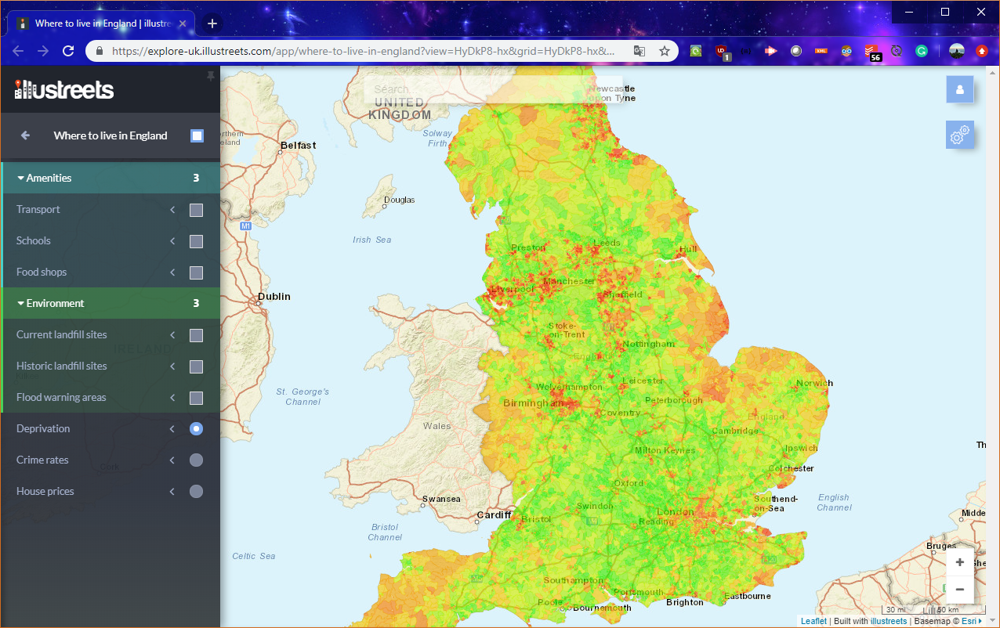 Where to live in England | illustre
https://explore-uk.illustreets.com/app/where-to-live-in-england?view=HyDkP8-hx&grid=HyDkP8-hx&...
1
56
illustreets
Where to live in England
Amenities 3
Transport
Schools
Food shops
Environment 3
Current landfill sites
Historic landfill sites
Flood warning areas
Deprivation
Crime rates
House prices
Search...
Newcastle
upon Tyne
UNITED
KINGDOM
Solway
Firth
Belfast
Douglas
M1
Irish Sea
Preston
Leeds
Hull
Manchester
Liverpool
Sheffield
Dublin
IRELAND
Stoke-
on-Trent
Nottingham
Leicester
Norwich
Wolverhampton
Peterborough
Birmingham
Coventry
England
St. George's
Channel
Wales
Cambridge
Ipswich
Milton Keynes
Colchester
Cork
Oxford
Swansea
Cardiff
Swindon
London
Southend-
on-Sea
English
Channel
Bristol
M4
Reading
Bristol
Channel
Celtic Sea
M5
M20
Southampton
Portsmouth
Poole
Bournemouth
Brighton
Eastbourne
Th
Midde
Bruges
+
−
30 mi
50 km
Leaflet | Built with illustreets | Basemap © Esri